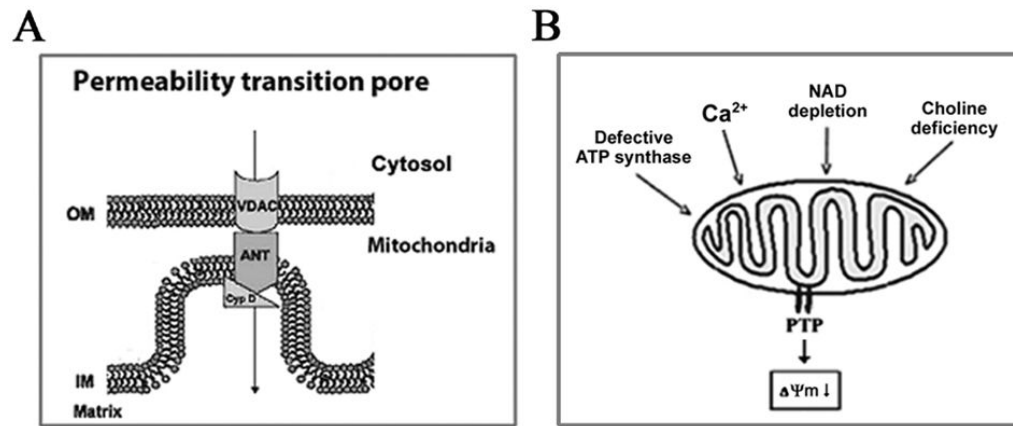 A
Permeability transition pore
Cytosol
OM
VDAC
Mitochondria
ANT
Cyp D
IM
Matrix
B
NAD
depletion
Ca²⁺
Choline
deficiency
Defective
ATP synthase
PTP
ΔΨm↓